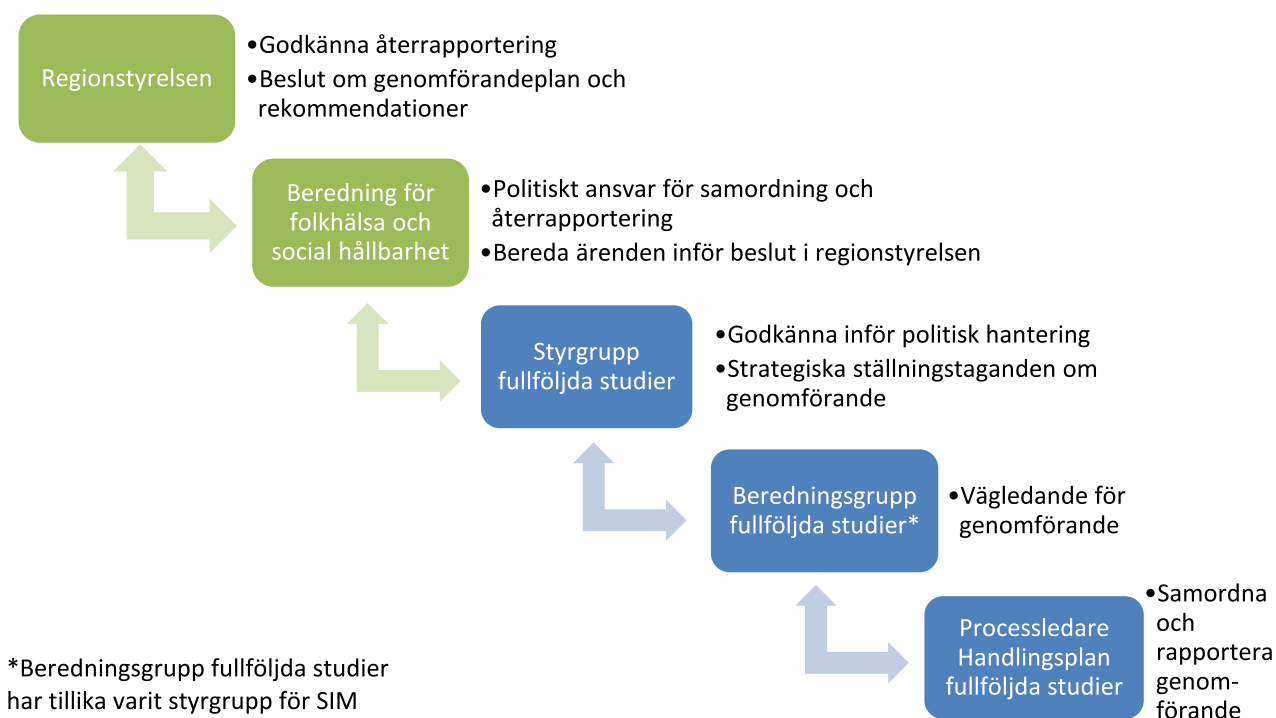 Regionstyrelsen
•Godkänna återrapportering
•Beslut om genomförandeplan och
rekommendationer
Beredning för
folkhälsa och
social hållbarhet
•Politiskt ansvar för samordning och
återrapportering
•Bereda ärenden inför beslut i regionstyrelsen
Styrgrupp
fullföljda studier
•Godkänna inför politisk hantering
•Strategiska ställningstaganden om
genomförande
Beredningsgrupp
fullföljda studier*
•Vägledande för
genomförande
Processledare
Handlingsplan
fullföljda studier
•Samordna
och
rapportera
genom-
förande
*Beredningsgrupp fullföljda studier
har tillika varit styrgrupp för SIM